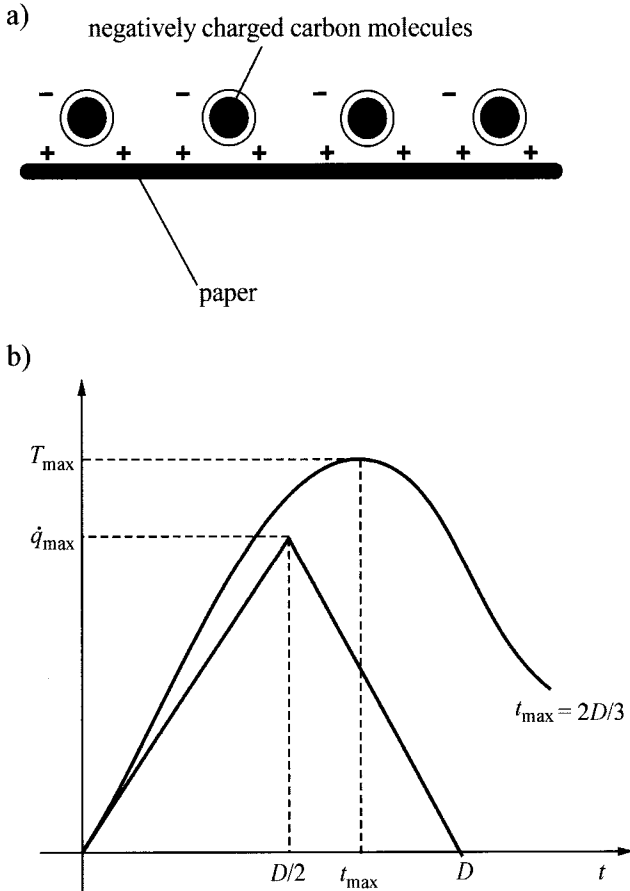 a)
negatively charged carbon molecules
− − − −
+ + + + + + + +
paper
b)
T_max
q̇_max
t_max = 2D/3
D/2 t_max D t